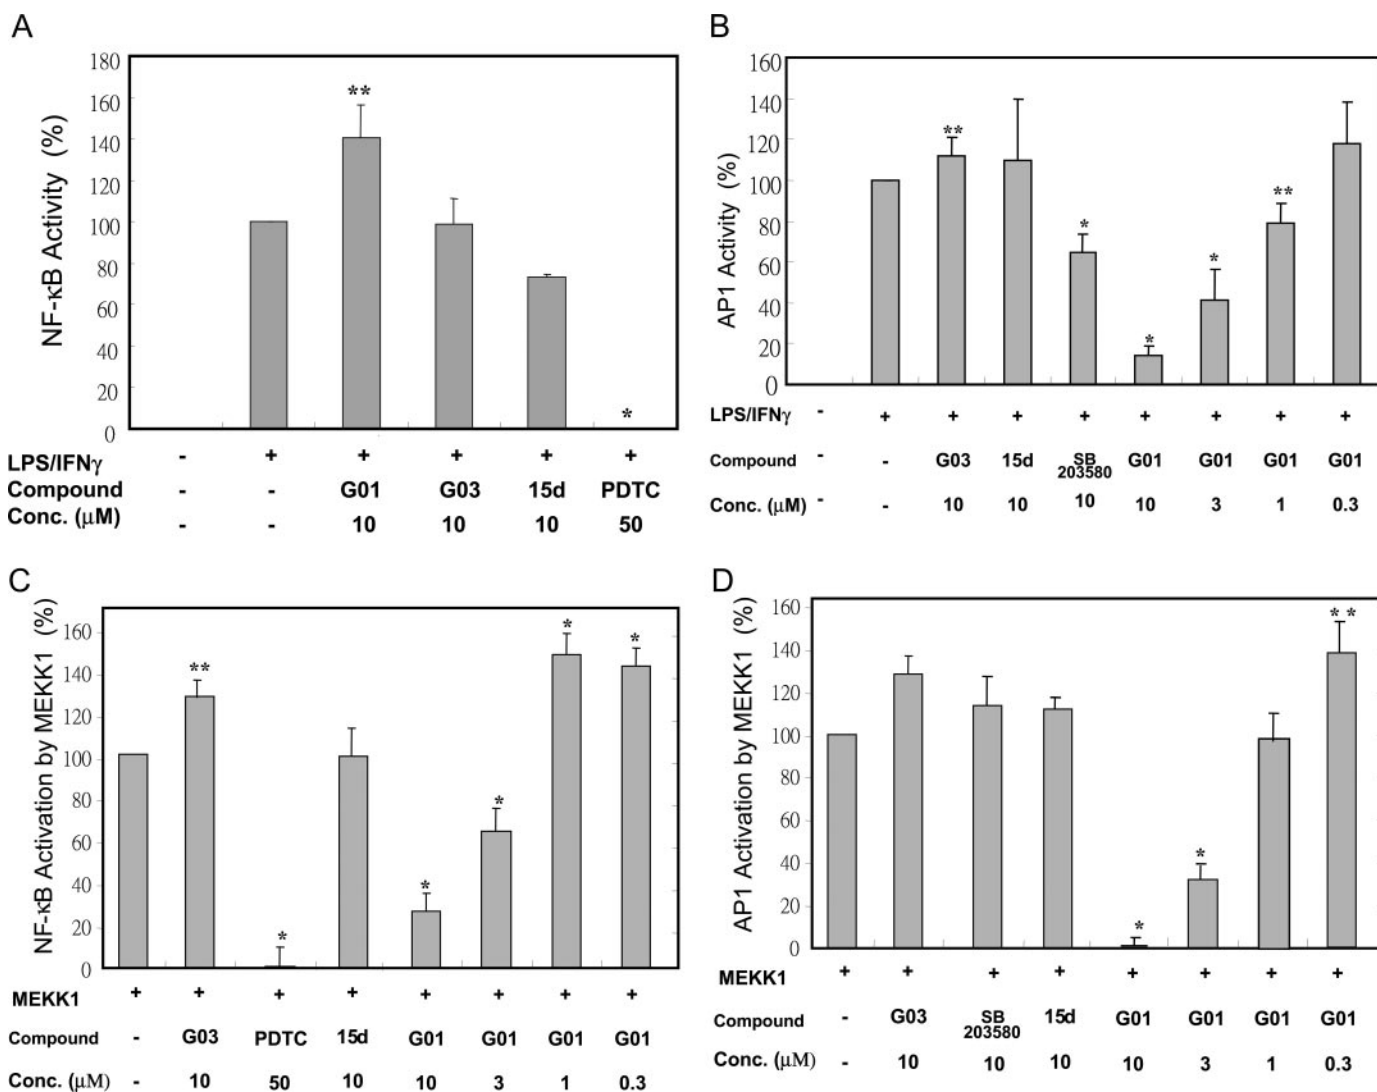 A
NF-κB Activity (%)
180
160
140
120
100
80
60
40
20
0
**
*
LPS/IFNγ - + + + + +
Compound - - G01 G03 15d PDTC
Conc. (μM) - - 10 10 10 50
B
AP1 Activity (%)
160
140
120
100
80
60
40
20
0
** * * * **
LPS/IFNγ - + + + + + + + +
Compound - - G03 15d SB 203580 G01 G01 G01 G01
Conc. (μM) - - 10 10 10 10 3 1 0.3
C
NF-κB Activation by MEKK1 (%)
160
140
120
100
80
60
40
20
0
** * * * * *
MEKK1 + + + + + + + +
Compound - G03 PDTC 15d G01 G01 G01 G01
Conc. (μM) - 10 50 10 10 3 1 0.3
D
AP1 Activation by MEKK1 (%)
160
140
120
100
80
60
40
20
0
* * **
MEKK1 + + + + + + + +
Compound - G03 SB 203580 15d G01 G01 G01 G01
Conc. (μM) - 10 10 10 10 3 1 0.3